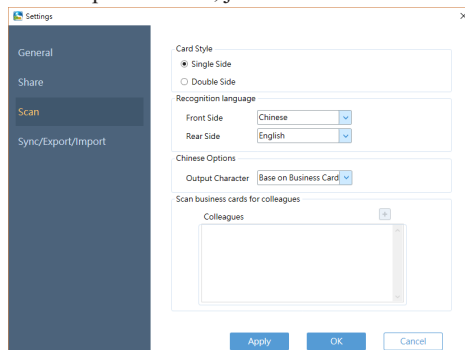 Settings
General
Share
Scan
Sync/Export/Import
Card Style
Single Side
Double Side
Recognition language
Front Side Chinese
Rear Side English
Chinese Options
Output Character Base on Business Card
Scan business cards for colleagues
Colleagues +
Apply OK Cancel